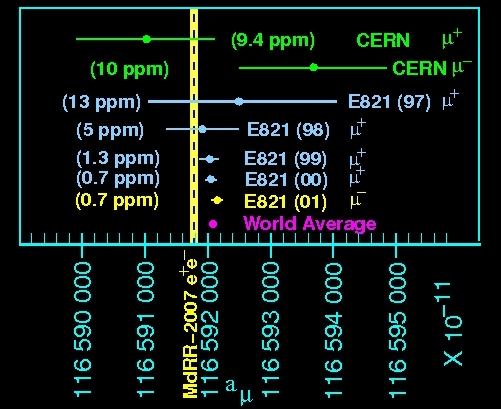 (9.4 ppm) CERN μ+
(10 ppm) CERN μ−
(13 ppm) E821 (97) μ+
(5 ppm) E821 (98) μ+
(1.3 ppm) E821 (99) μ+
(0.7 ppm) E821 (00) μ+
(0.7 ppm) E821 (01) μ−
World Average
116 590 000
116 591 000
MdRR−2007 e+e−
116 592 000
116 593 000
116 594 000
116 595 000
X 10−11
aμ